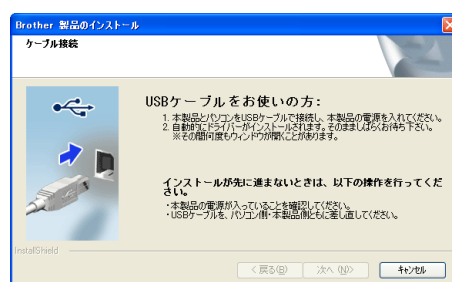 Brother 製品のインストール
ケーブル接続
USBケーブルをお使いの方：
1. 本製品とパソコンをUSBケーブルで接続し、本製品の電源を入れてください。
2. 自動的にドライバーがインストールされます。そのまましばらくお待ち下さい。
※その間何度もウィンドウが開くことがあります。
インストールが先に進まないときは、以下の操作を行ってくだ
さい。
・本製品の電源が入っていることを確認してください。
・USBケーブルを、パソコン側・本製品側ともに差し直してください。
InstallShield
< 戻る(B)
次へ (N)>
キャンセル